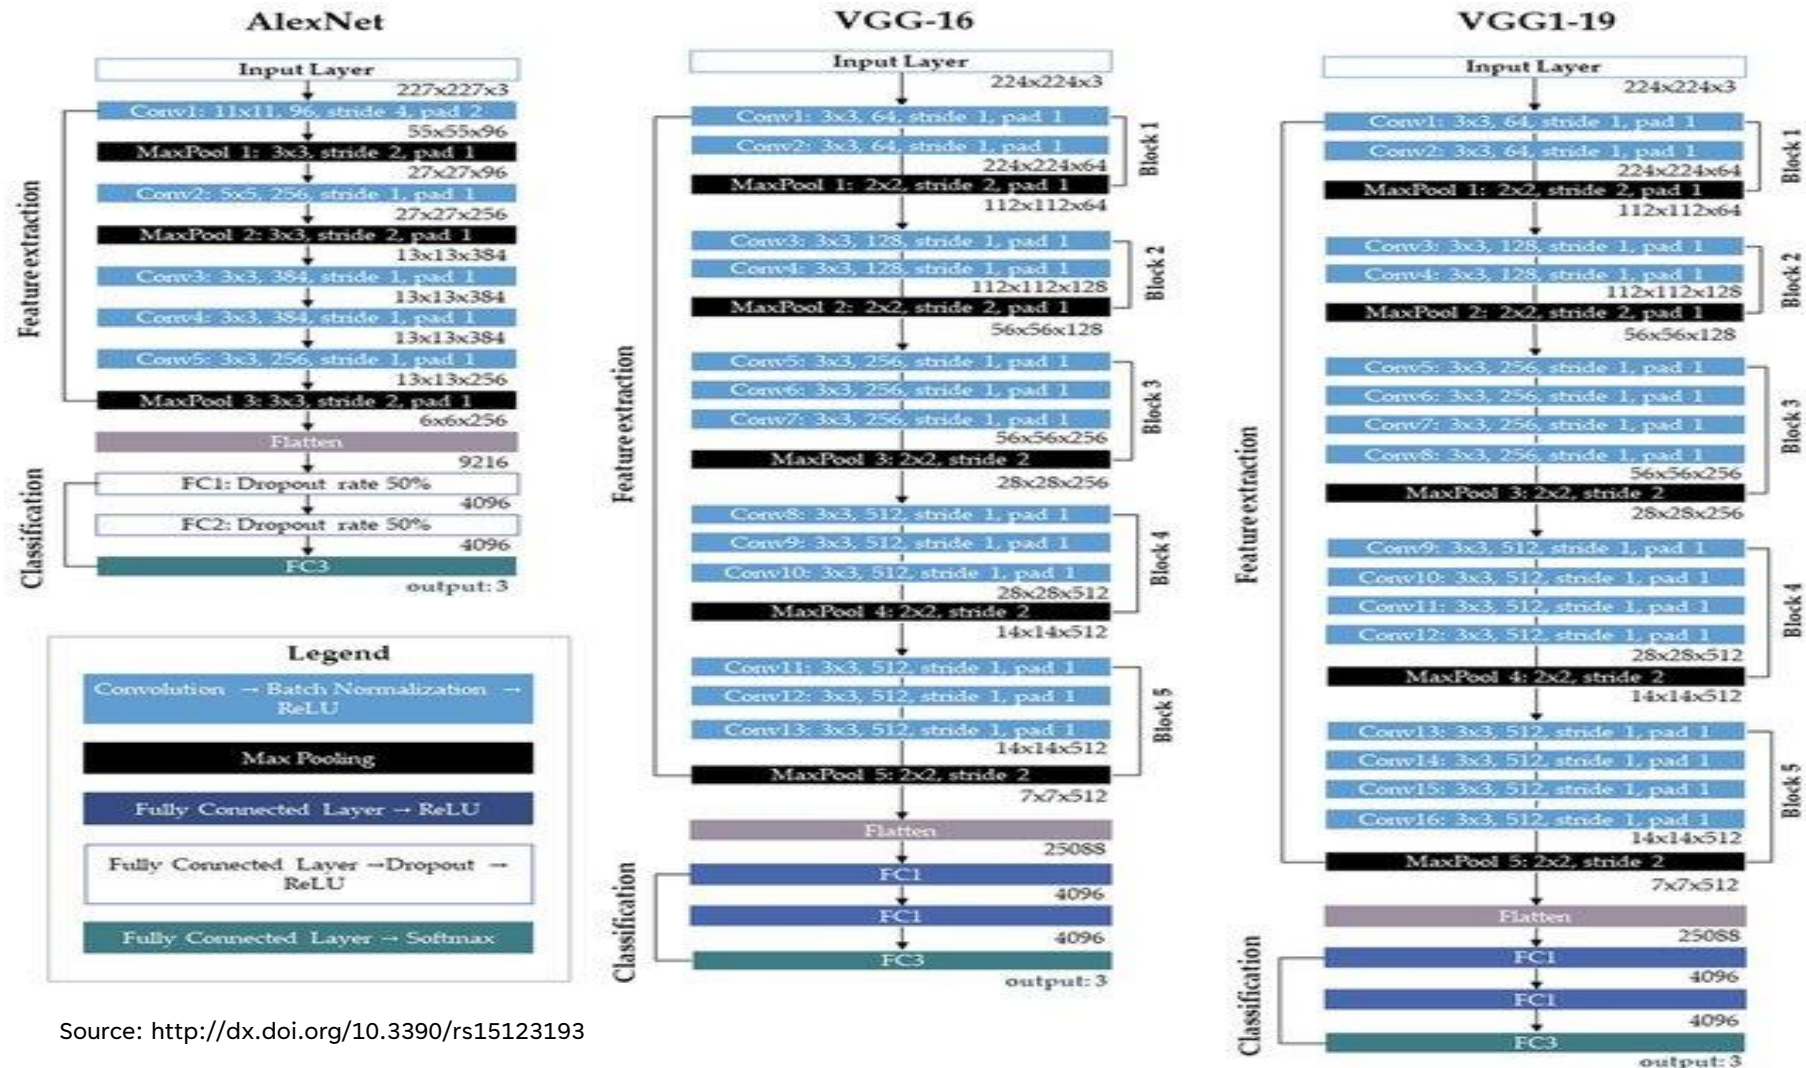 AlexNet
Input Layer
227x227x3
Conv1: 11x11, 96, stride 4, pad 2
55x55x96
MaxPool 1: 3x3, stride 2, pad 1
27x27x96
Conv2: 5x5, 256, stride 1, pad 1
27x27x256
MaxPool 2: 3x3, stride 2, pad 1
13x13x384
Conv3: 3x3, 384, stride 1, pad 1
13x13x384
Conv4: 3x3, 384, stride 1, pad 1
13x13x384
Conv5: 3x3, 256, stride 1, pad 1
13x13x256
MaxPool 3: 3x3, stride 2, pad 1
6x6x256
Flatten
9216
FC1: Dropout rate 50%
4096
FC2: Dropout rate 50%
4096
FC3
output: 3
Feature extraction
Classification
Legend
Convolution → Batch Normalization →
ReLU
Max Pooling
Fully Connected Layer → ReLU
Fully Connected Layer →Dropout →
ReLU
Fully Connected Layer → Softmax
Source: http://dx.doi.org/10.3390/rs15123193
VGG-16
Input Layer
224x224x3
Conv1: 3x3, 64, stride 1, pad 1
Conv2: 3x3, 64, stride 1, pad 1
224x224x64
MaxPool 1: 2x2, stride 2, pad 1
112x112x64
Block 1
Conv3: 3x3, 128, stride 1, pad 1
Conv4: 3x3, 128, stride 1, pad 1
112x112x128
MaxPool 2: 2x2, stride 2, pad 1
56x56x128
Block 2
Conv5: 3x3, 256, stride 1, pad 1
Conv6: 3x3, 256, stride 1, pad 1
Conv7: 3x3, 256, stride 1, pad 1
56x56x256
MaxPool 3: 2x2, stride 2
28x28x256
Block 3
Conv8: 3x3, 512, stride 1, pad 1
Conv9: 3x3, 512, stride 1, pad 1
Conv10: 3x3, 512, stride 1, pad 1
28x28x512
MaxPool 4: 2x2, stride 2
14x14x512
Block 4
Conv11: 3x3, 512, stride 1, pad 1
Conv12: 3x3, 512, stride 1, pad 1
Conv13: 3x3, 512, stride 1, pad 1
14x14x512
MaxPool 5: 2x2, stride 2
7x7x512
Block 5
Flatten
25088
FC1
4096
FC1
4096
FC3
output: 3
Feature extraction
Classification
VGG1-19
Input Layer
224x224x3
Conv1: 3x3, 64, stride 1, pad 1
Conv2: 3x3, 64, stride 1, pad 1
224x224x64
MaxPool 1: 2x2, stride 2, pad 1
112x112x64
Block 1
Conv3: 3x3, 128, stride 1, pad 1
Conv4: 3x3, 128, stride 1, pad 1
112x112x128
MaxPool 2: 2x2, stride 2, pad 1
56x56x128
Block 2
Conv5: 3x3, 256, stride 1, pad 1
Conv6: 3x3, 256, stride 1, pad 1
Conv7: 3x3, 256, stride 1, pad 1
Conv8: 3x3, 256, stride 1, pad 1
56x56x256
MaxPool 3: 2x2, stride 2
28x28x256
Block 3
Conv9: 3x3, 512, stride 1, pad 1
Conv10: 3x3, 512, stride 1, pad 1
Conv11: 3x3, 512, stride 1, pad 1
Conv12: 3x3, 512, stride 1, pad 1
28x28x512
MaxPool 4: 2x2, stride 2
14x14x512
Block 4
Conv13: 3x3, 512, stride 1, pad 1
Conv14: 3x3, 512, stride 1, pad 1
Conv15: 3x3, 512, stride 1, pad 1
Conv16: 3x3, 512, stride 1, pad 1
14x14x512
MaxPool 5: 2x2, stride 2
7x7x512
Block 5
Flatten
25088
FC1
4096
FC1
4096
FC3
output: 3
Feature extraction
Classification